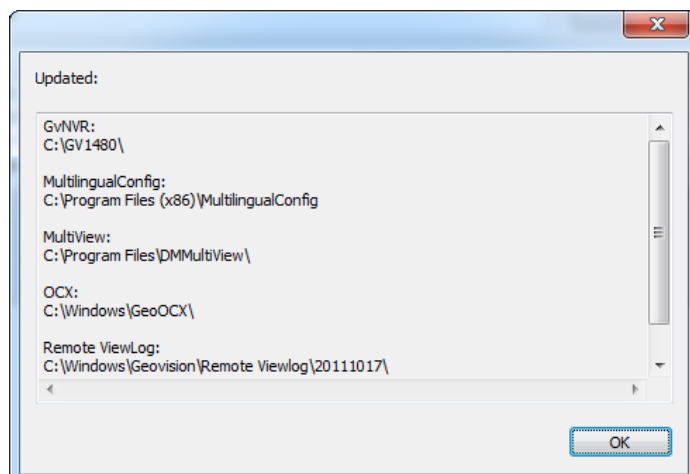 Updated:
GvNVR:
C:\GV1480\
MultilingualConfig:
C:\Program Files (x86)\MultilingualConfig
MultiView:
C:\Program Files\DMMultiView\
OCX:
C:\Windows\GeoOCX\
Remote ViewLog:
C:\Windows\Geovision\Remote Viewlog\20111017\
OK